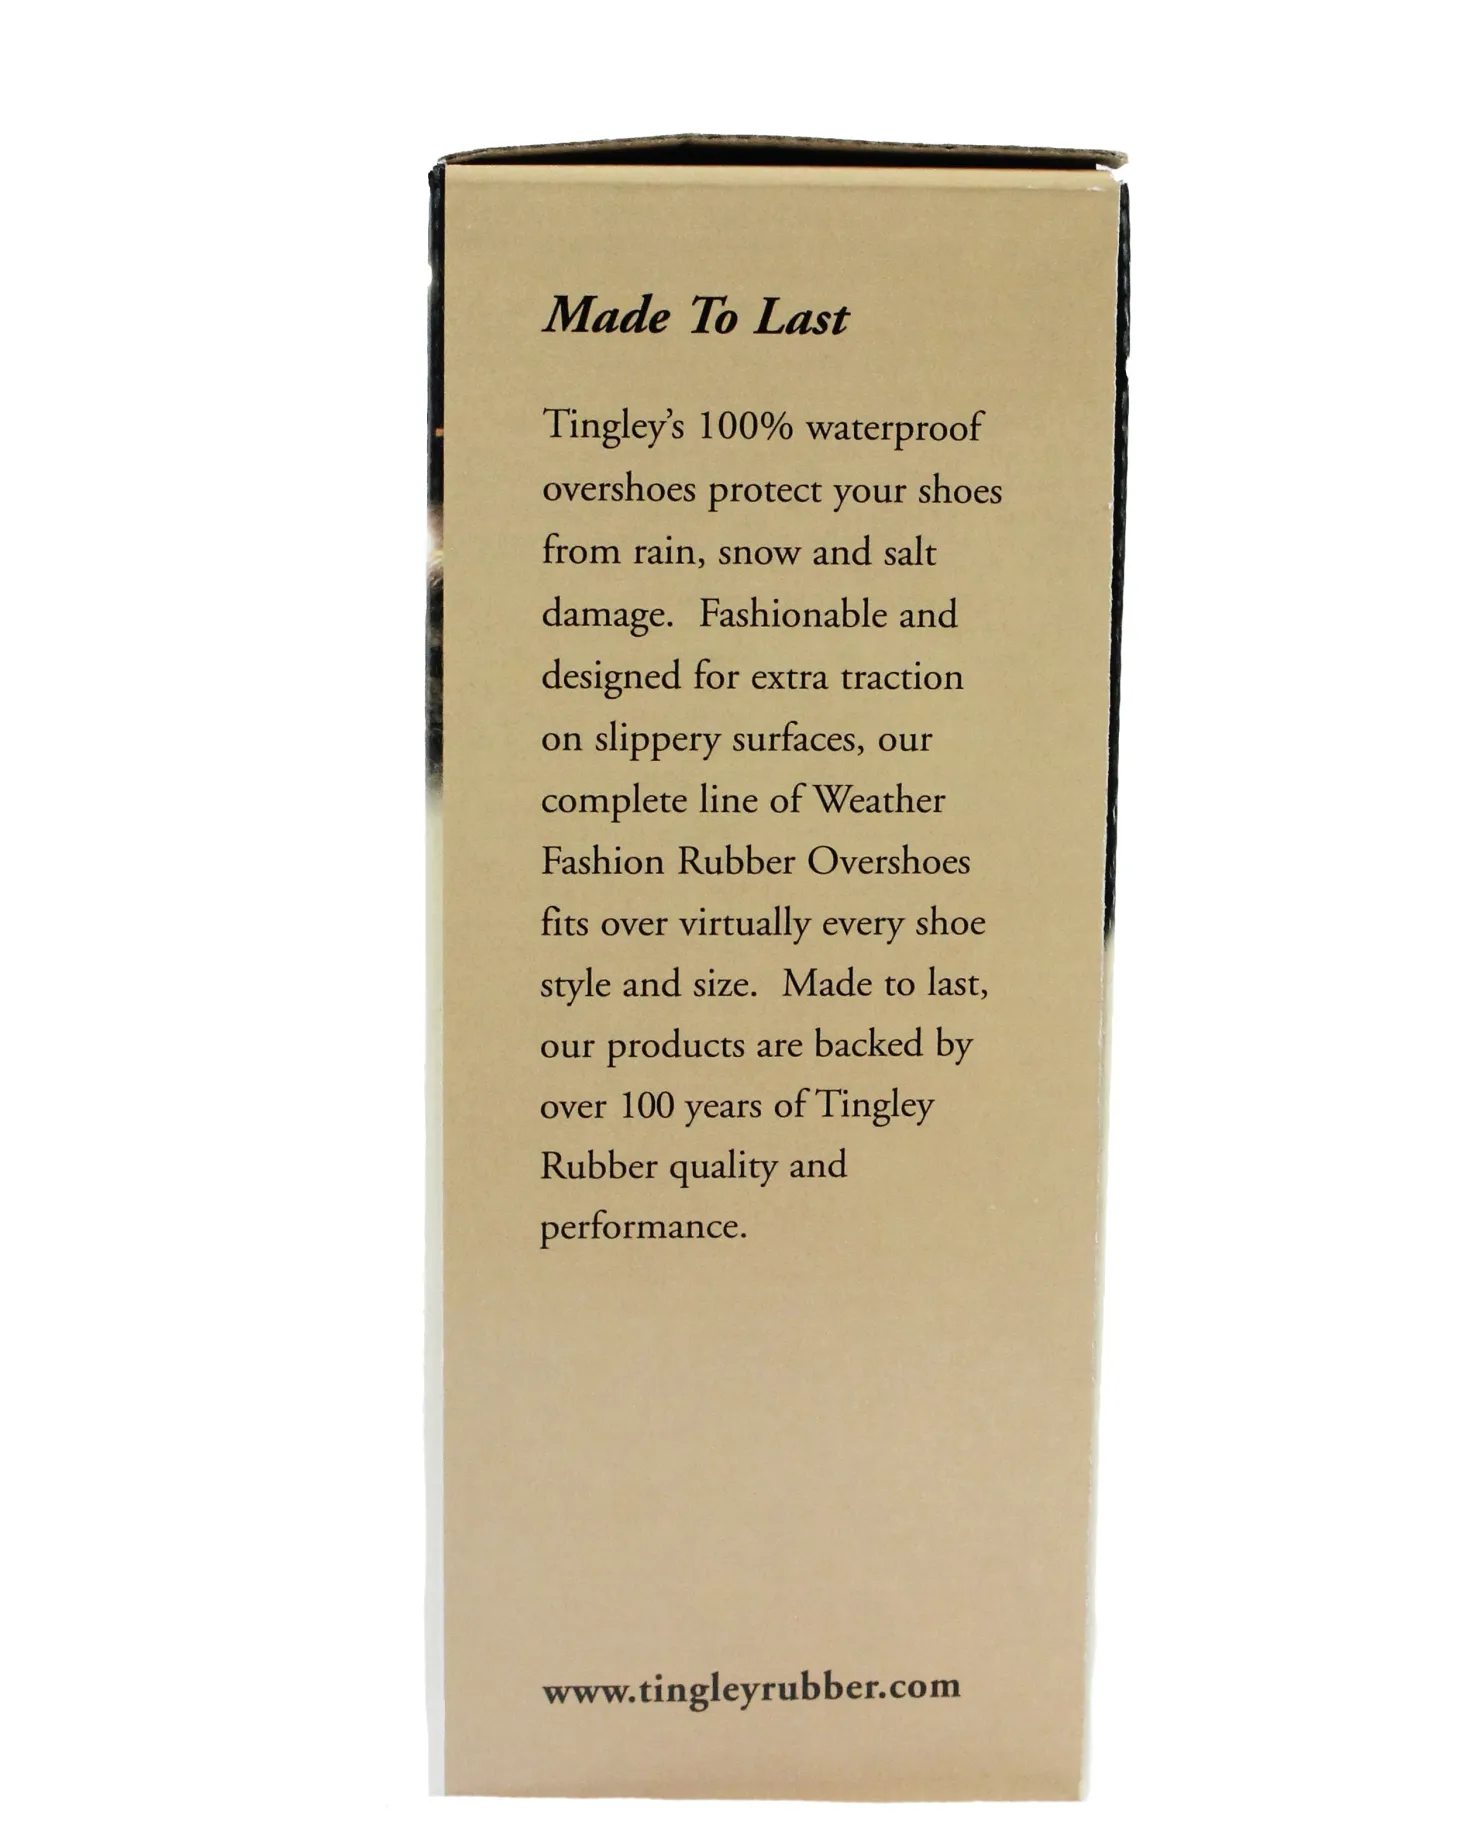 Made To Last
Tingley's 100% waterproof
overshoes protect your shoes
from rain, snow and salt
damage.  Fashionable and
designed for extra traction
on slippery surfaces, our
complete line of Weather
Fashion Rubber Overshoes
fits over virtually every shoe
style and size.  Made to last,
our products are backed by
over 100 years of Tingley
Rubber quality and
performance.
www.tingleyrubber.com